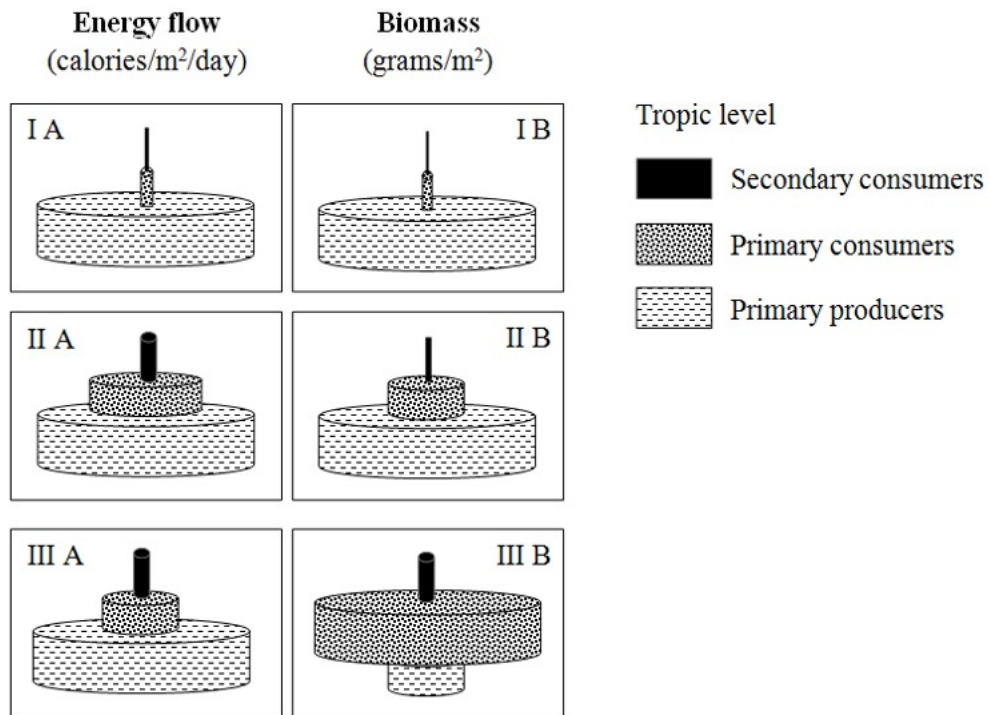 Energy flow
(calories/m²/day)
Biomass
(grams/m²)
I A
I B
II A
II B
III A
III B
Tropic level
Secondary consumers
Primary consumers
Primary producers